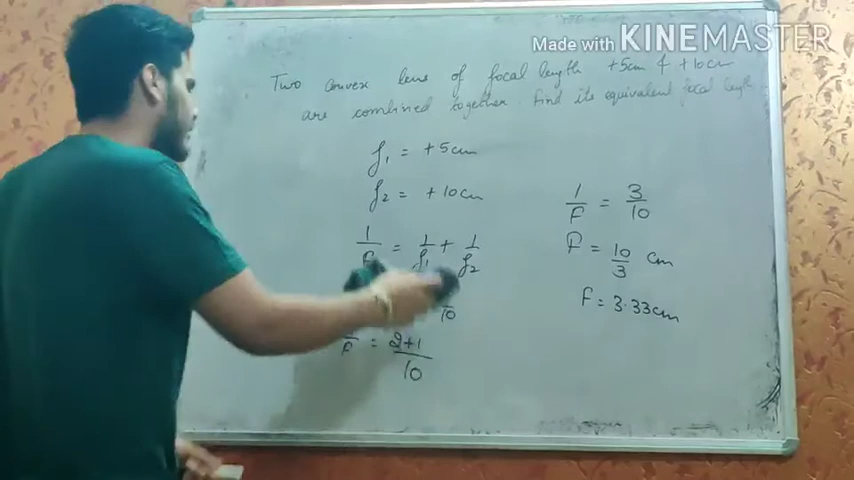 Made with KINEMASTER
Two convex lens of focal length +5cm & +10cm
are combined together find its equivalent focal length
f₁ = +5cm
f₂ = +10cm
1/F = 1/f₁ + 1/f₂
10
= 2+1/10
1/F = 3/10
F = 10/3 cm
F = 3.33cm